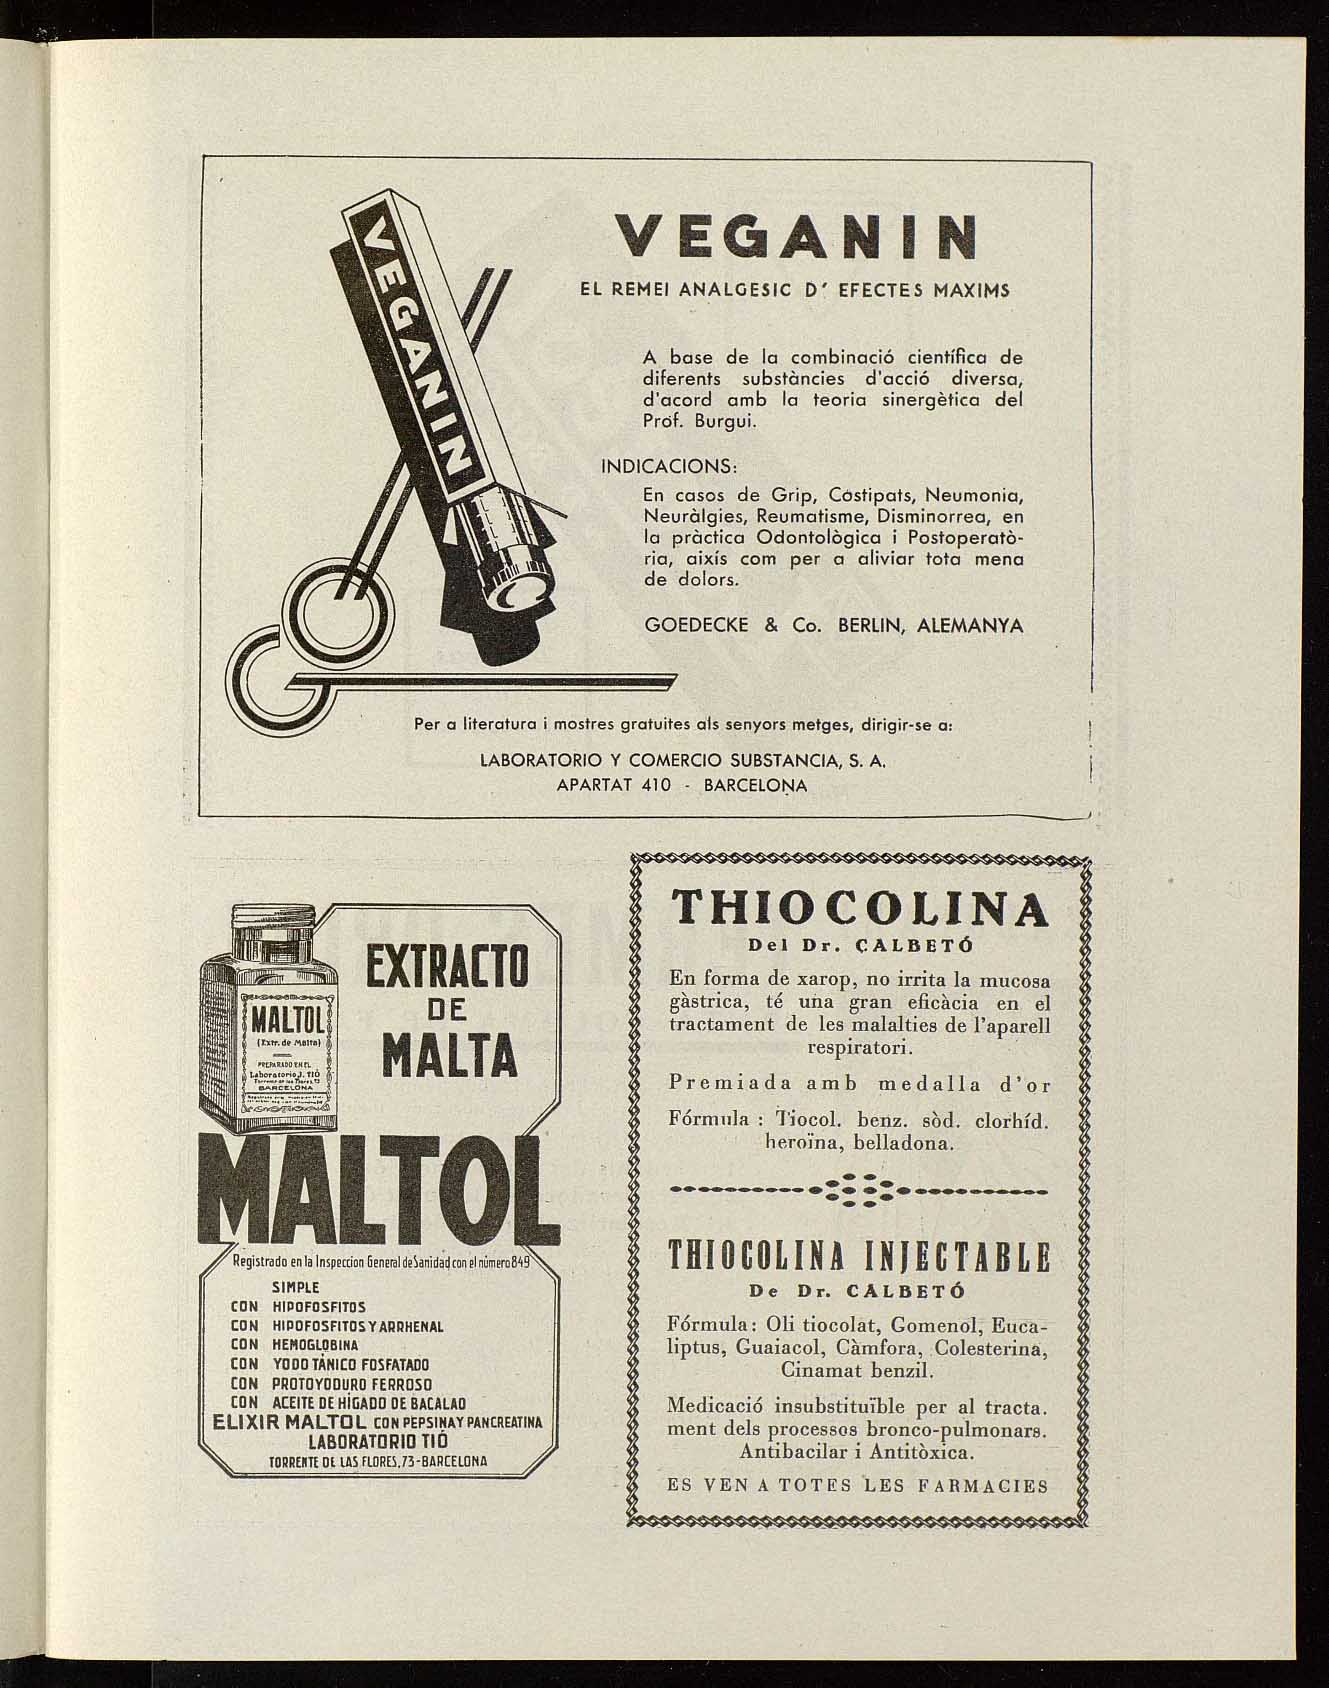 VEGANIN
VEGANIN
EL REMEI ANALGESIC D' EFECTES MAXIMS
A base de la combinació científica de
diferents substàncies d'acció diversa,
d'acord amb la teoria sinergètica del
Prof. Burgui.
INDICACIONS:
En casos de Grip, Costipats, Neumonia,
Neuràlgies, Reumatisme, Disminorrea, en
la pràctica Odontològica i Postoperatò-
ria, aixís com per a aliviar tota mena
de dolors.
GOEDECKE & Co. BERLIN, ALEMANYA
Per a literatura i mostres gratuites als senyors metges, dirigir-se a:
LABORATORIO Y COMERCIO SUBSTANCIA, S. A.
APARTAT 410 - BARCELONA
EXTRACTO
DE
MALTA
MALTOL
(Extr. de Malta)
PREPARADO EN EL
Laboratorio J. TIÓ
Torrente de las Flores, 73
BARCELONA
MALTOL
Registrado en la Inspeccion General de Sanidad con el número 849
SIMPLE
CON HIPOFOSFITOS
CON HIPOFOSFITOS Y ARRHENAL
CON HEMOGLOBINA
CON YODO TÁNICO FOSFATADO
CON PROTOYODURO FERROSO
CON ACEITE DE HÍGADO DE BACALAO
ELIXIR MALTOL CON PEPSINA Y PANCREATINA
LABORATORIO TIÓ
TORRENTE DE LAS FLORES, 73-BARCELONA
THIOCOLINA
Del Dr. CALBETÓ
En forma de xarop, no irrita la mucosa
gàstrica, té una gran eficàcia en el
tractament de les malalties de l'aparell
respiratori.
Premiada amb medalla d'or
Fórmula : Tiocol. benz. sòd. clorhíd.
heroïna, belladona.
THIOCOLINA INJECTABLE
De Dr. CALBETÓ
Fórmula: Oli tiocolat, Gomenol, Euca-
liptus, Guaiacol, Càmfora, Colesterina,
Cinamat benzil.
Medicació insubstituïble per al tracta.
ment dels processos bronco-pulmonars.
Antibacilar i Antitòxica.
ES VEN A TOTES LES FARMACIES